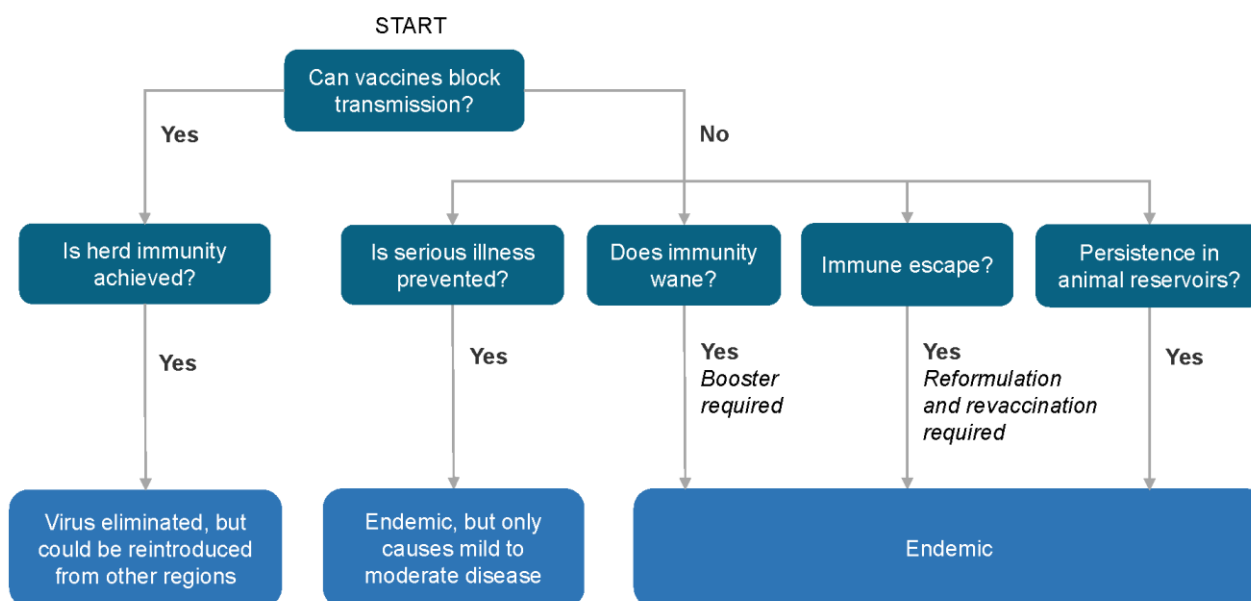 START
Can vaccines block
transmission?
Yes
No
Is herd immunity
achieved?
Is serious illness
prevented?
Does immunity
wane?
Immune escape?
Persistence in
animal reservoirs?
Yes
Yes
Yes
Booster
required
Yes
Reformulation
and revaccination
required
Yes
Virus eliminated, but
could be reintroduced
from other regions
Endemic, but only
causes mild to
moderate disease
Endemic